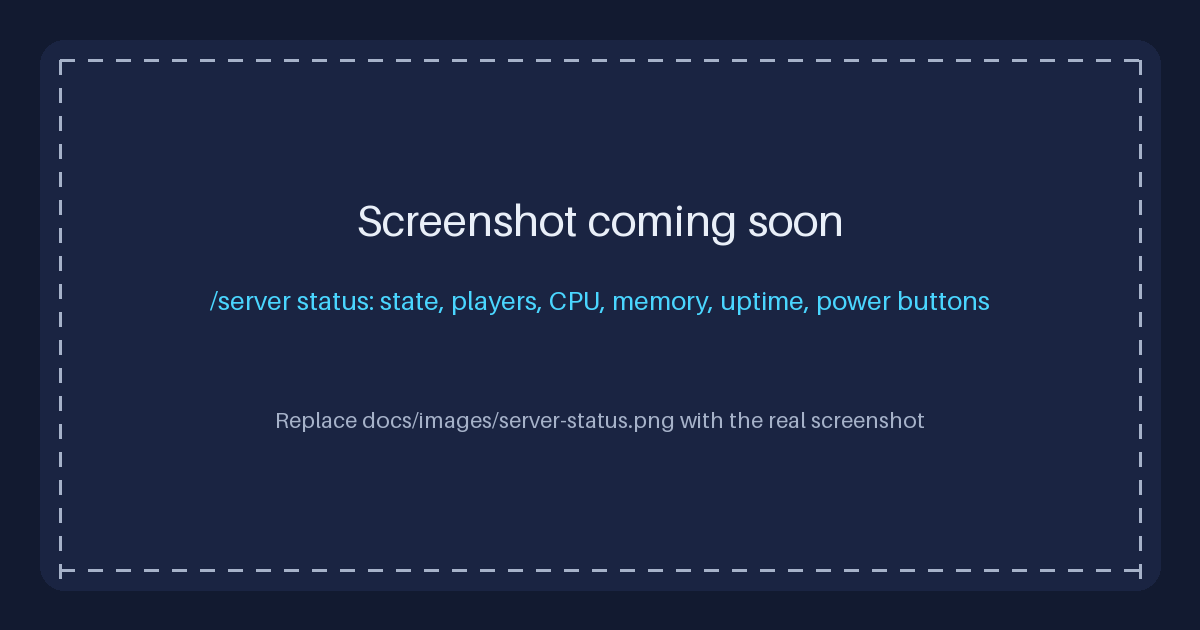 Screenshot coming soon
/server status: state, players, CPU, memory, uptime, power buttons
Replace docs/images/server-status.png with the real screenshot